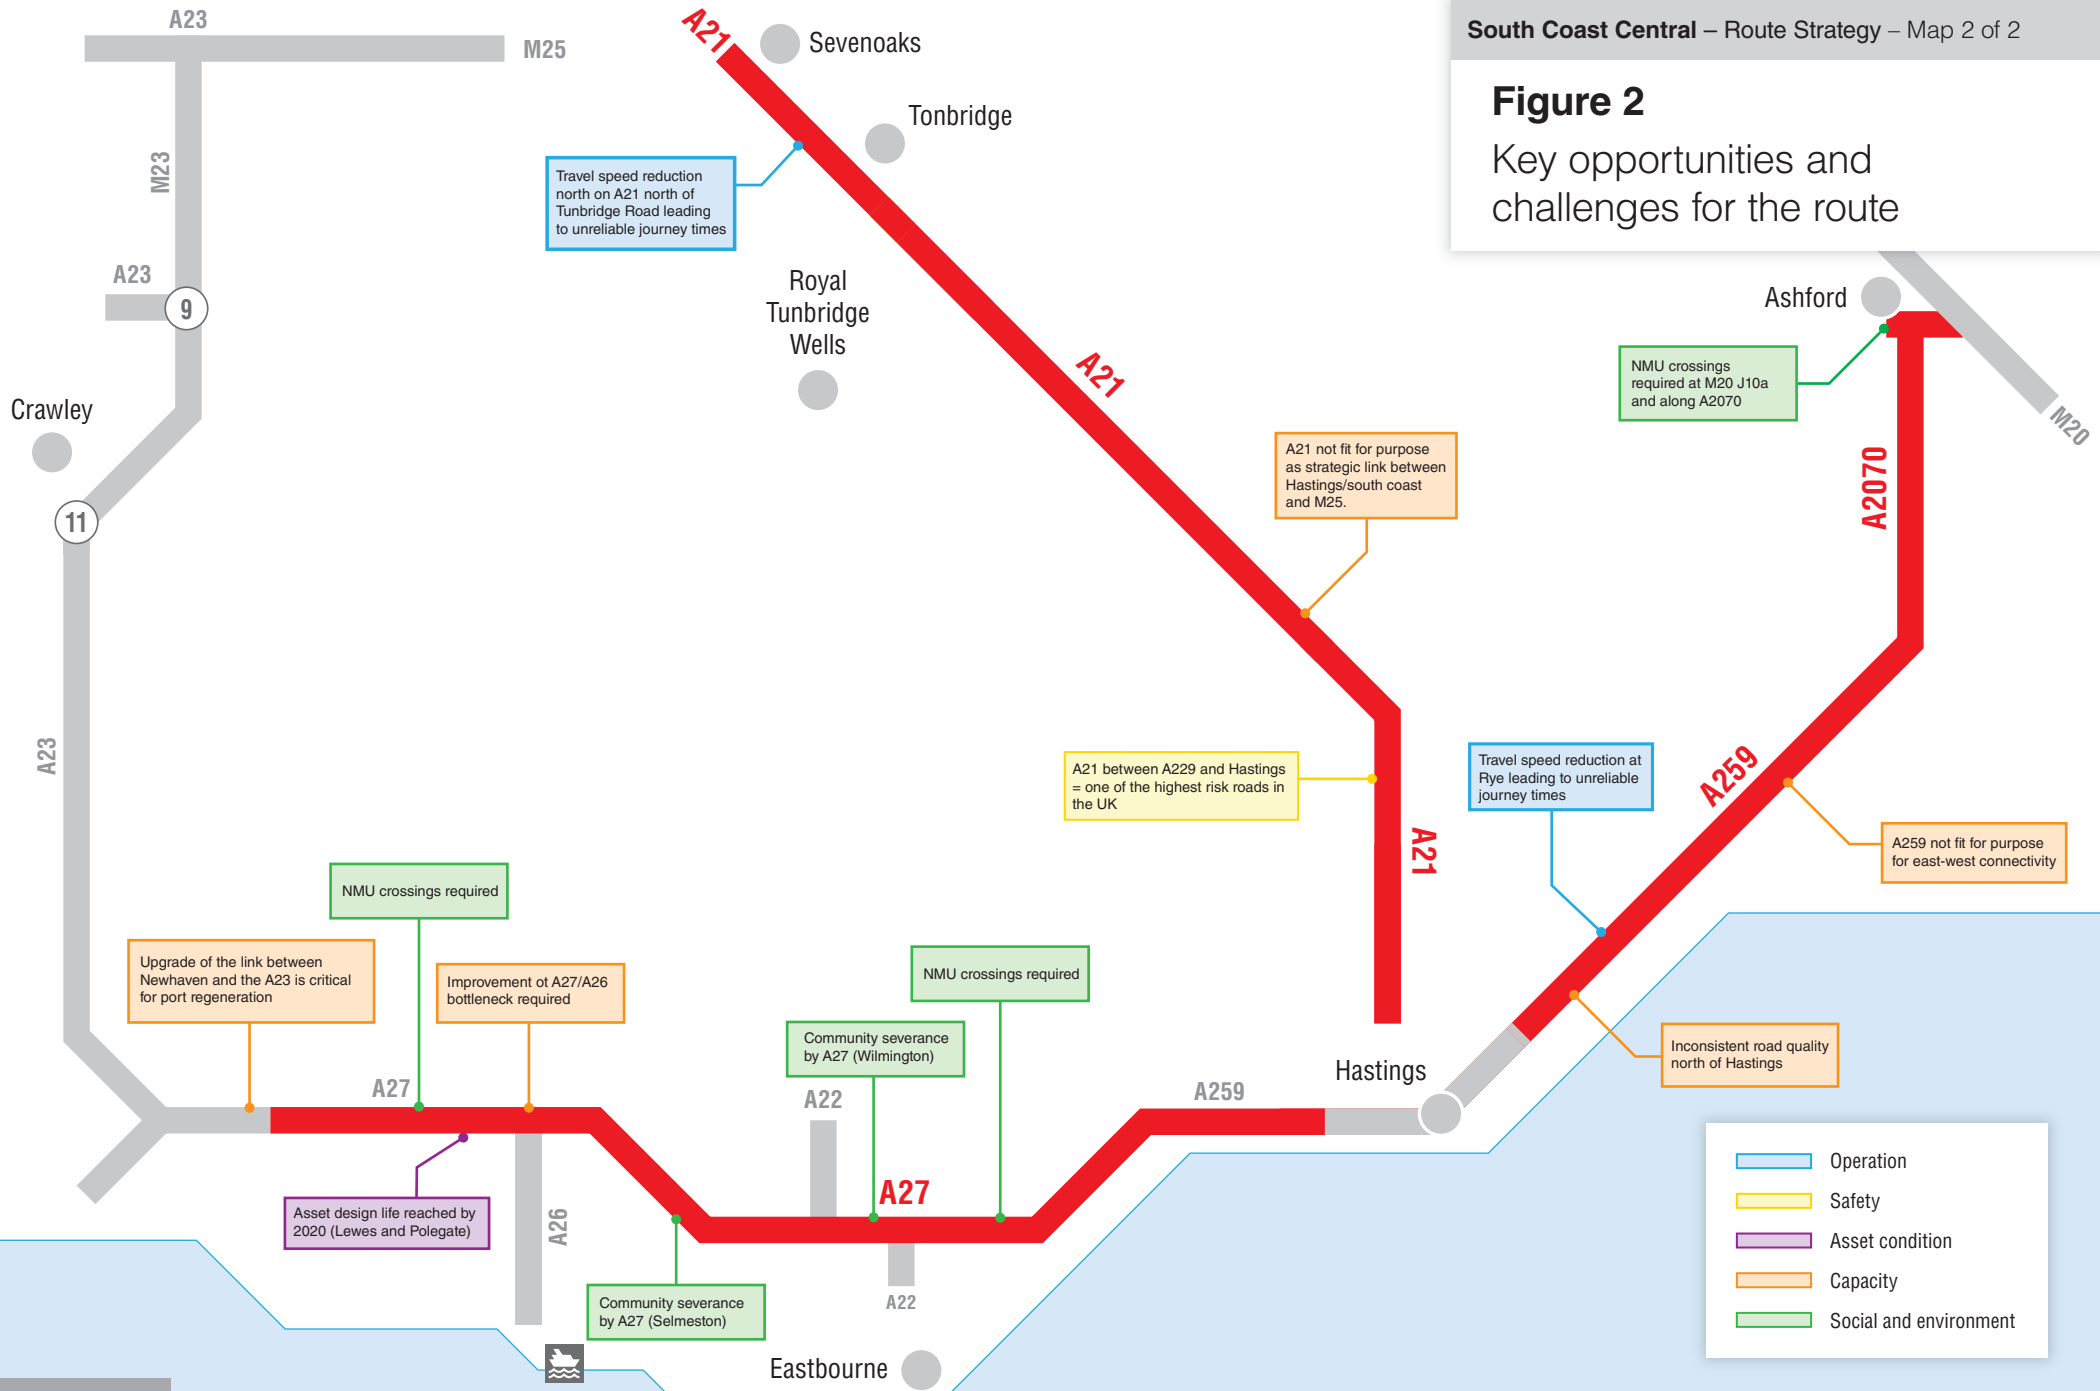 South Coast Central – Route Strategy – Map 2 of 2
Figure 2
Key opportunities and
challenges for the route
A23
M25
M23
A23
9
Crawley
11
A23
A21
Sevenoaks
Tonbridge
Travel speed reduction
north on A21 north of
Tunbridge Road leading
to unreliable journey times
Royal
Tunbridge
Wells
A21
Ashford
NMU crossings
required at M20 J10a
and along A2070
M20
A2070
A21 not fit for purpose
as strategic link between
Hastings/south coast
and M25.
A21 between A229 and Hastings
= one of the highest risk roads in
the UK
A21
Travel speed reduction at
Rye leading to unreliable
journey times
A259
A259 not fit for purpose
for east-west connectivity
NMU crossings required
Upgrade of the link between
Newhaven and the A23 is critical
for port regeneration
Improvement ot A27/A26
bottleneck required
NMU crossings required
Community severance
by A27 (Wilmington)
Inconsistent road quality
north of Hastings
Hastings
A27
A22
A259
A27
Asset design life reached by
2020 (Lewes and Polegate)
A26
Community severance
by A27 (Selmeston)
A22
Eastbourne
Operation
Safety
Asset condition
Capacity
Social and environment